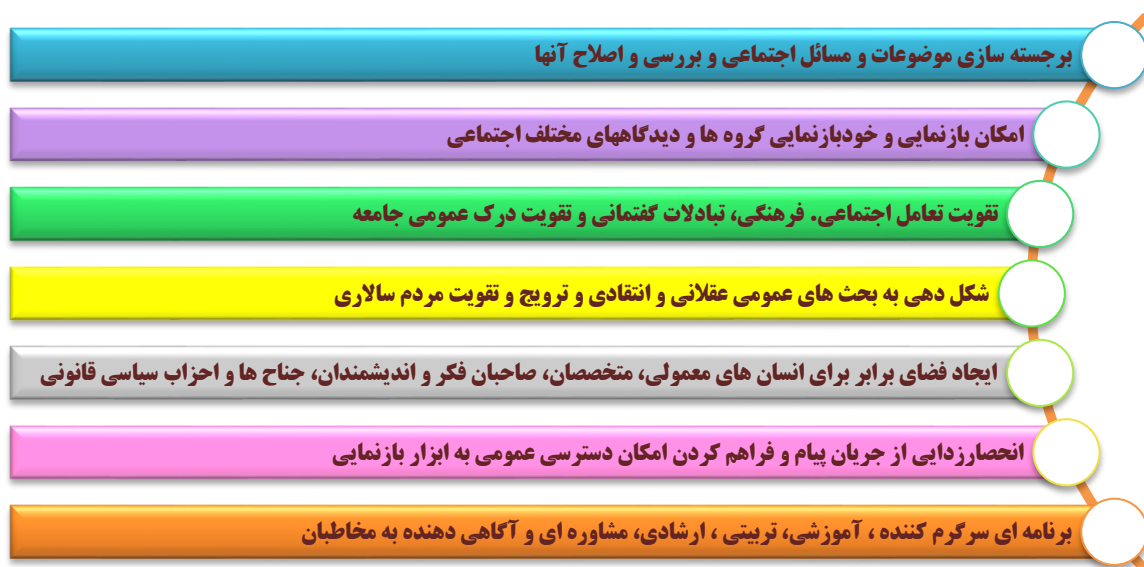 برجسته سازی موضوعات و مسائل اجتماعی و بررسی و اصلاح آنها
امکان بازنمایی و خودبازنمایی گروه ها و دیدگاههای مختلف اجتماعی
تقویت تعامل اجتماعی. فرهنگی، تبادلات گفتمانی و تقویت درک عمومی جامعه
شکل دهی به بحث های عمومی عقلانی و انتقادی و ترویج و تقویت مردم سالاری
ایجاد فضای برابر برای انسان های معمولی، متخصصان، صاحبان فکر و اندیشمندان، جناح ها و احزاب سیاسی قانونی
انحصارزدایی از جریان پیام و فراهم کردن امکان دسترسی عمومی به ابزار بازنمایی
برنامه ای سرگرم کننده ، آموزشی، تربیتی ، ارشادی، مشاوره ای و آگاهی دهنده به مخاطبان